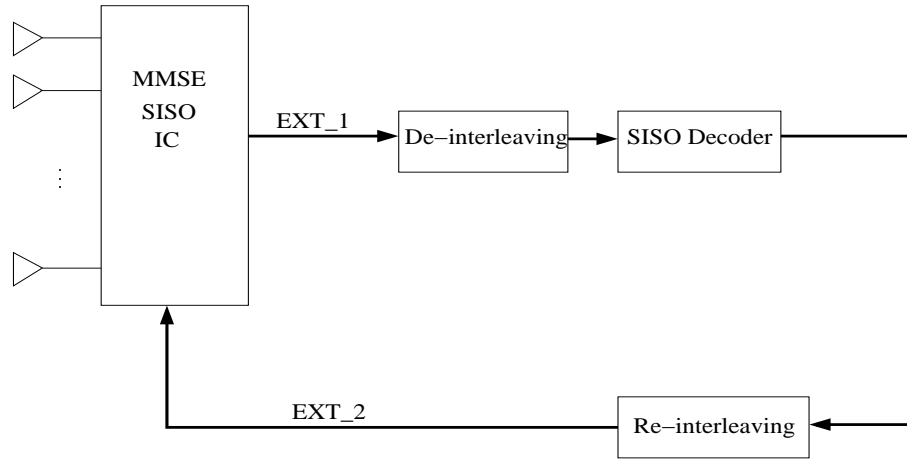 MMSE
SISO
IC
EXT_1
De−interleaving
SISO Decoder
EXT_2
Re−interleaving